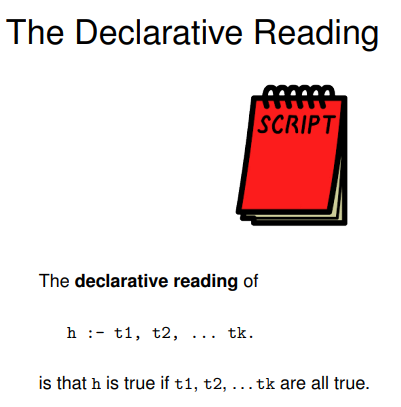 The Declarative Reading
SCRIPT
The declarative reading of
h :- t1, t2, ... tk.
is that h is true if t1, t2, ...tk are all true.